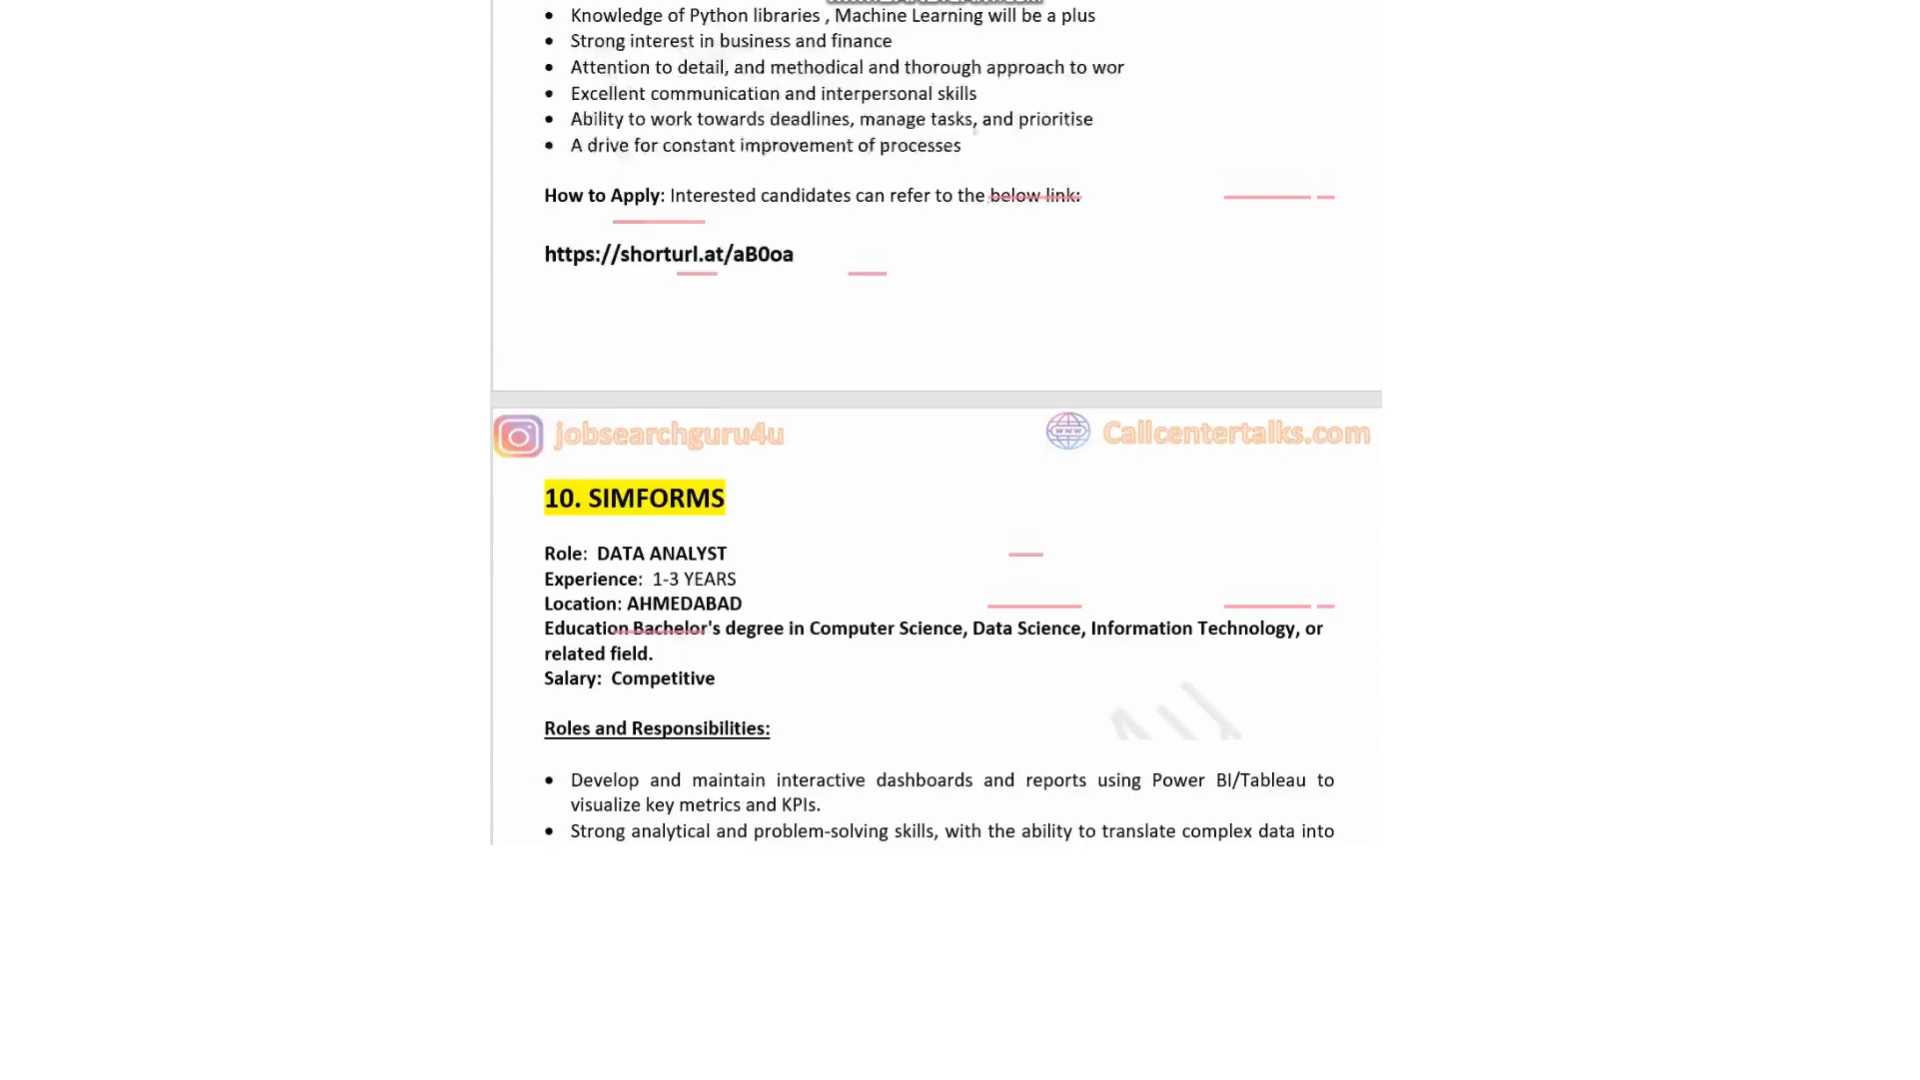 • Knowledge of Python libraries , Machine Learning will be a plus
• Strong interest in business and finance
• Attention to detail, and methodical and thorough approach to wor
• Excellent communication and interpersonal skills
• Ability to work towards deadlines, manage tasks, and prioritise
• A drive for constant improvement of processes
How to Apply: Interested candidates can refer to the below link:
https://shorturl.at/aB0oa
jobsearchguru4u
Callcentertalks.com
10. SIMFORMS
Role: DATA ANALYST
Experience: 1-3 YEARS
Location: AHMEDABAD
Education Bachelor's degree in Computer Science, Data Science, Information Technology, or
related field.
Salary: Competitive
Roles and Responsibilities:
• Develop and maintain interactive dashboards and reports using Power BI/Tableau to
visualize key metrics and KPIs.
• Strong analytical and problem-solving skills, with the ability to translate complex data into